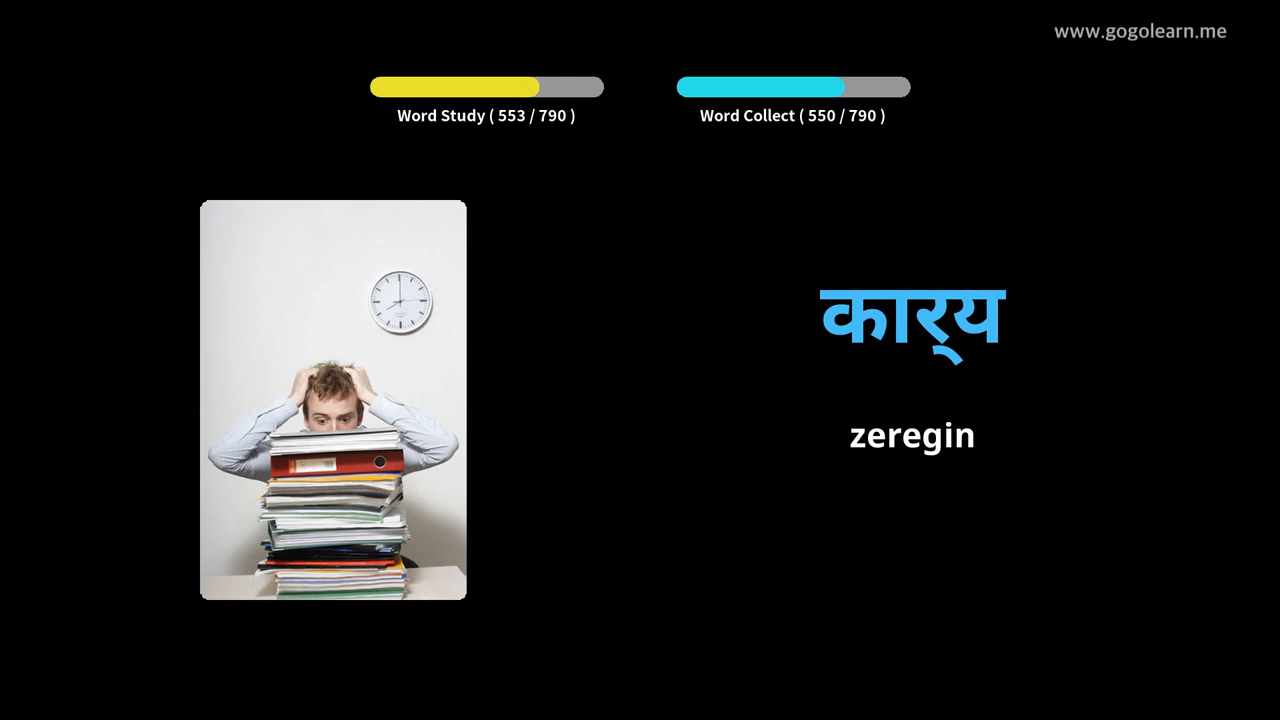 www.gogolearn.me
Word Study ( 553 / 790 )
Word Collect ( 550 / 790 )
कार्‍य
zeregin